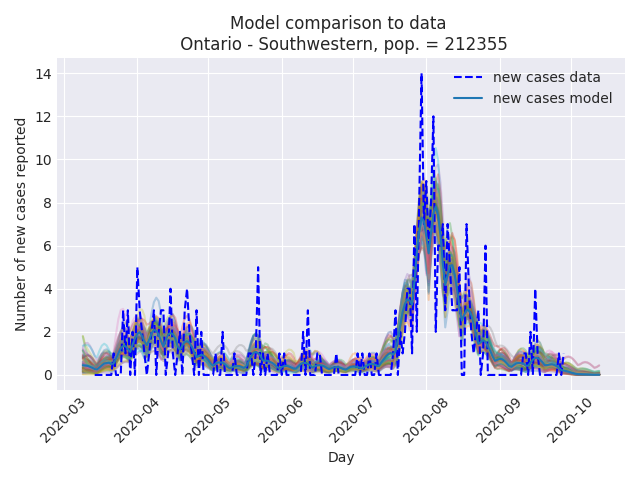 Model comparison to data
Ontario - Southwestern, pop. = 212355
new cases data
new cases model
Number of new cases reported
14
12
10
8
6
4
2
0
2020-03
2020-04
2020-05
2020-06
2020-07
2020-08
2020-09
2020-10
Day